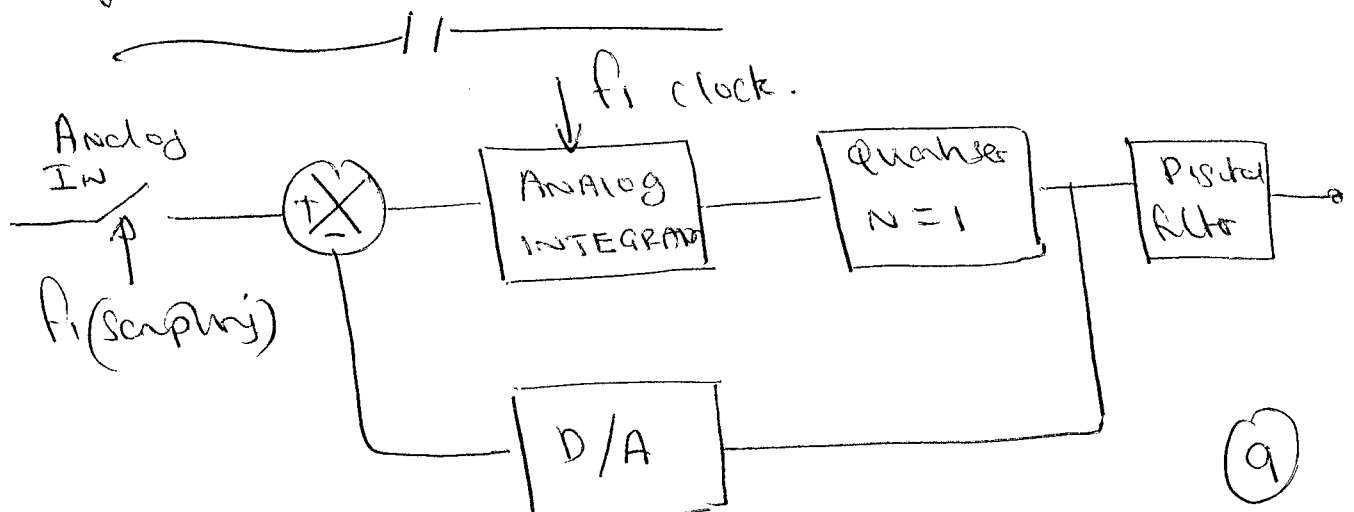 f1 clock.
Analog
IN
f1(sampling)
+
-
ANALOG
INTEGRATOR
Quantiser
N = 1
Digital
filter
D/A
9